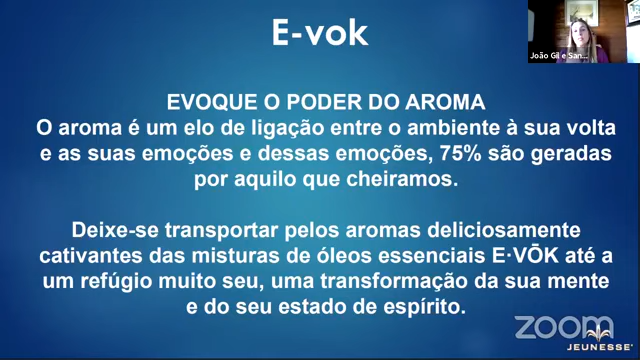 João Gil e San...
E-vok
EVOQUE O PODER DO AROMA
O aroma é um elo de ligação entre o ambiente à sua volta
e as suas emoções e dessas emoções, 75% são geradas
por aquilo que cheiramos.
Deixe-se transportar pelos aromas deliciosamente
cativantes das misturas de óleos essenciais E·VŌK até a
um refúgio muito seu, uma transformação da sua mente
e do seu estado de espírito.
zoom
JEUNESSE